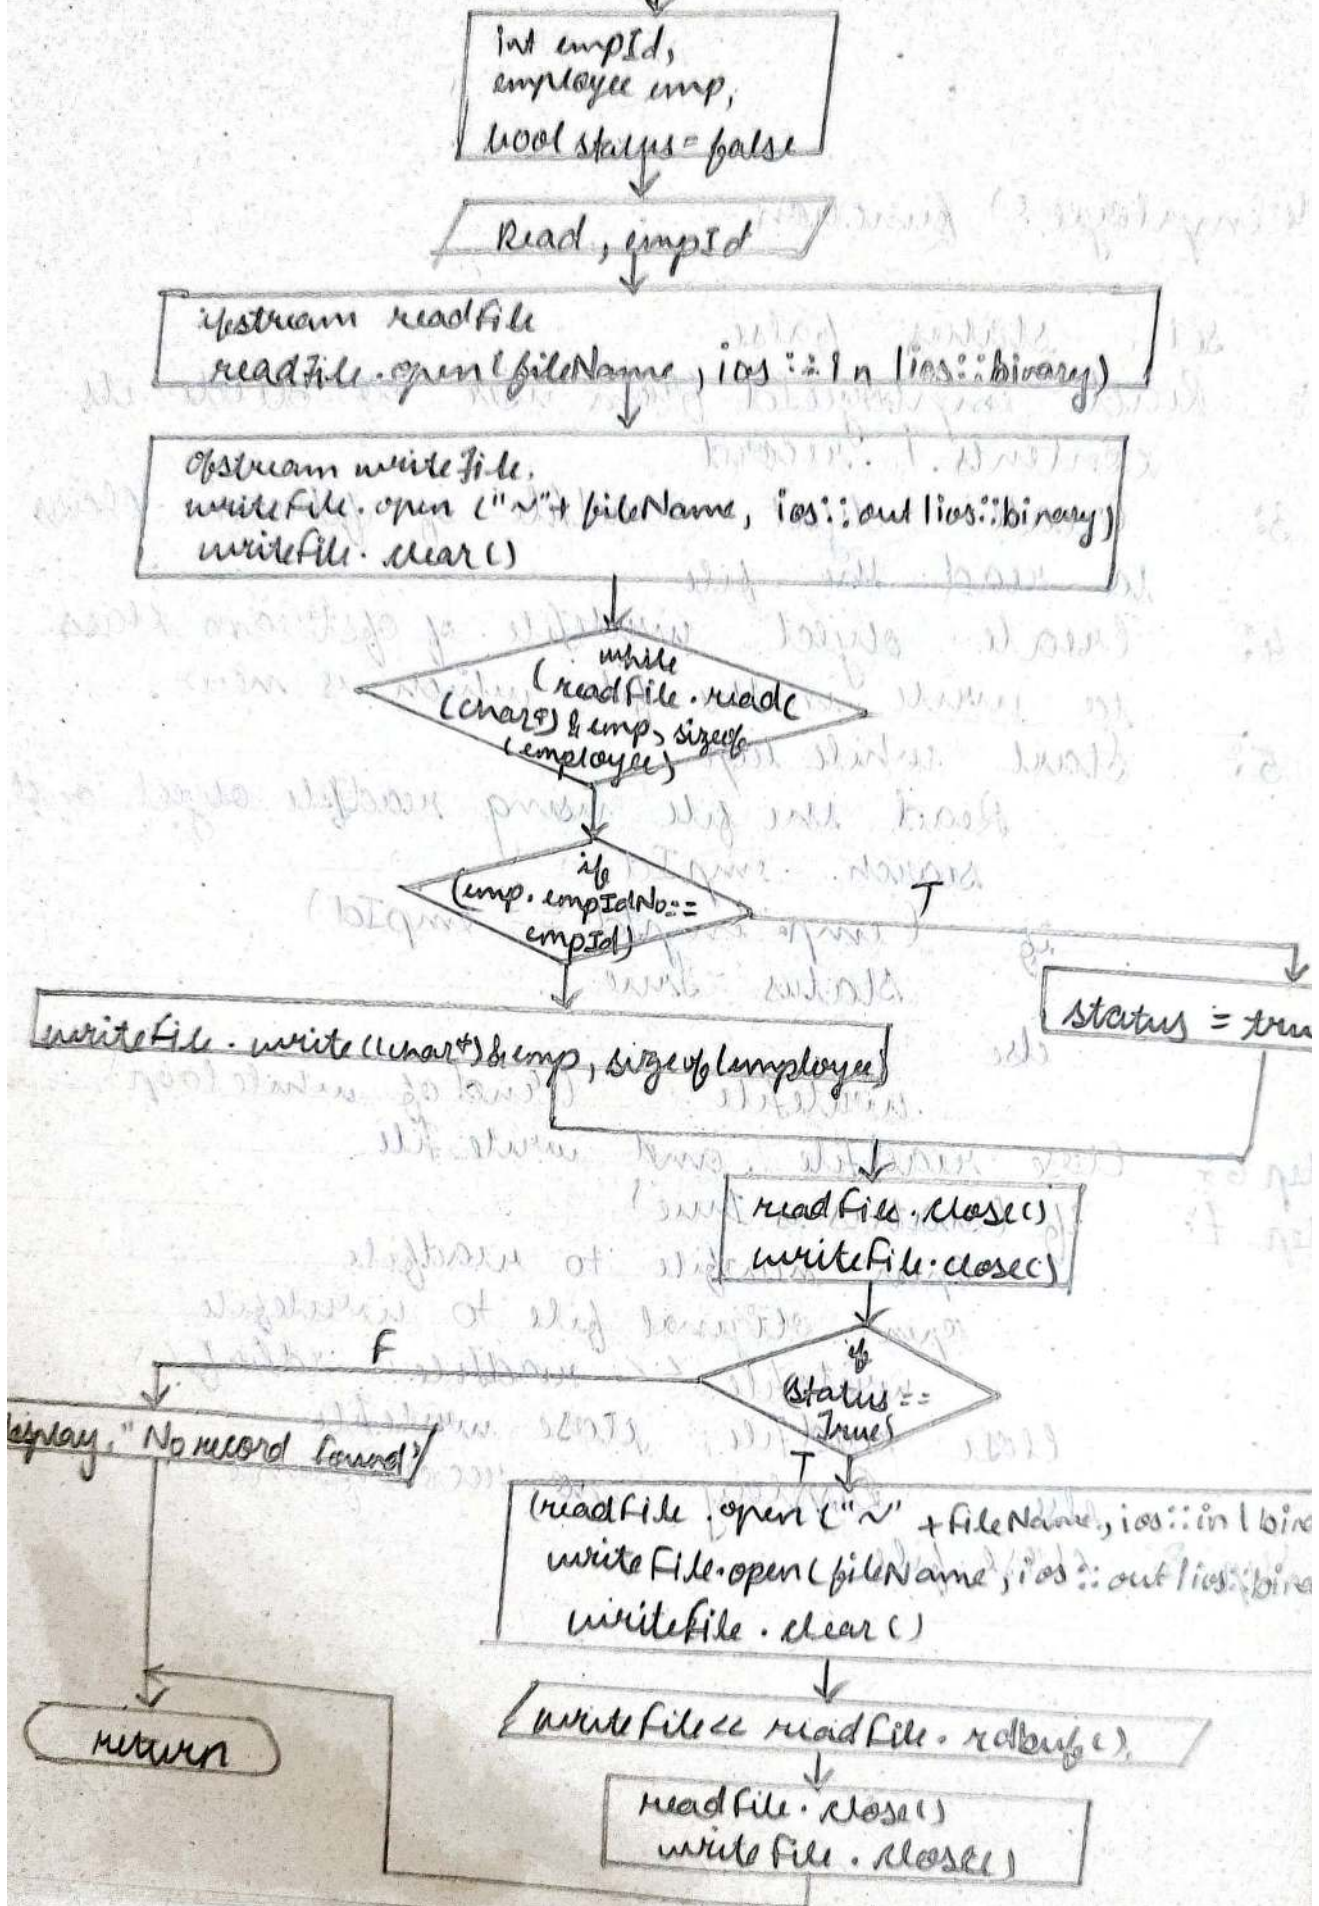 int empId,
employee emp,
bool status = false
Read, empId
ifstream readFile
readFile.open(fileName, ios::in |ios::binary)
Ofstream writeFile.
writeFile.open ("~"+ fileName, ios::out |ios::binary)
writeFile.clear()
while
(readFile.read(
(char*) & emp, sizeof
(employee)
if
(emp.empIdNo ==
empId)
T
status = tru
writeFile.write((char*)&emp, sizeof(employee)
readFile.close()
writeFile.close()
if
(status ==
True)
F
isplay, "No record found"
T
(readFile.open ("~" + fileName, ios::in | bina
writeFile.open(fileName, ios::out |ios::bina
writeFile.clear()
writeFile<< readFile.rdbuf().
return
readFile.close()
writeFile.close()